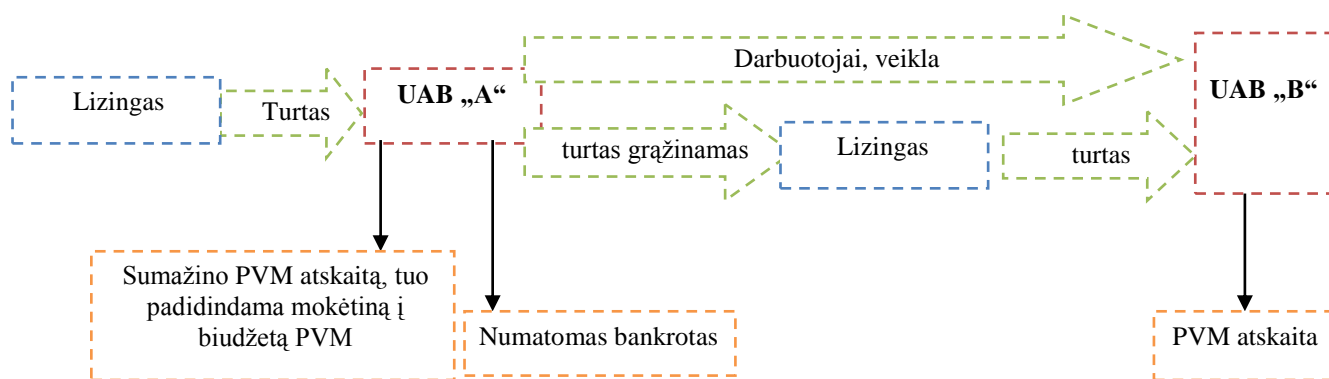 Lizingas
Turtas
UAB „A“
Darbuotojai, veikla
UAB „B“
turtas grąžinamas
Lizingas
turtas
Sumažino PVM atskaitą, tuo
padidindama mokėtiną į
biudžetą PVM
Numatomas bankrotas
PVM atskaita